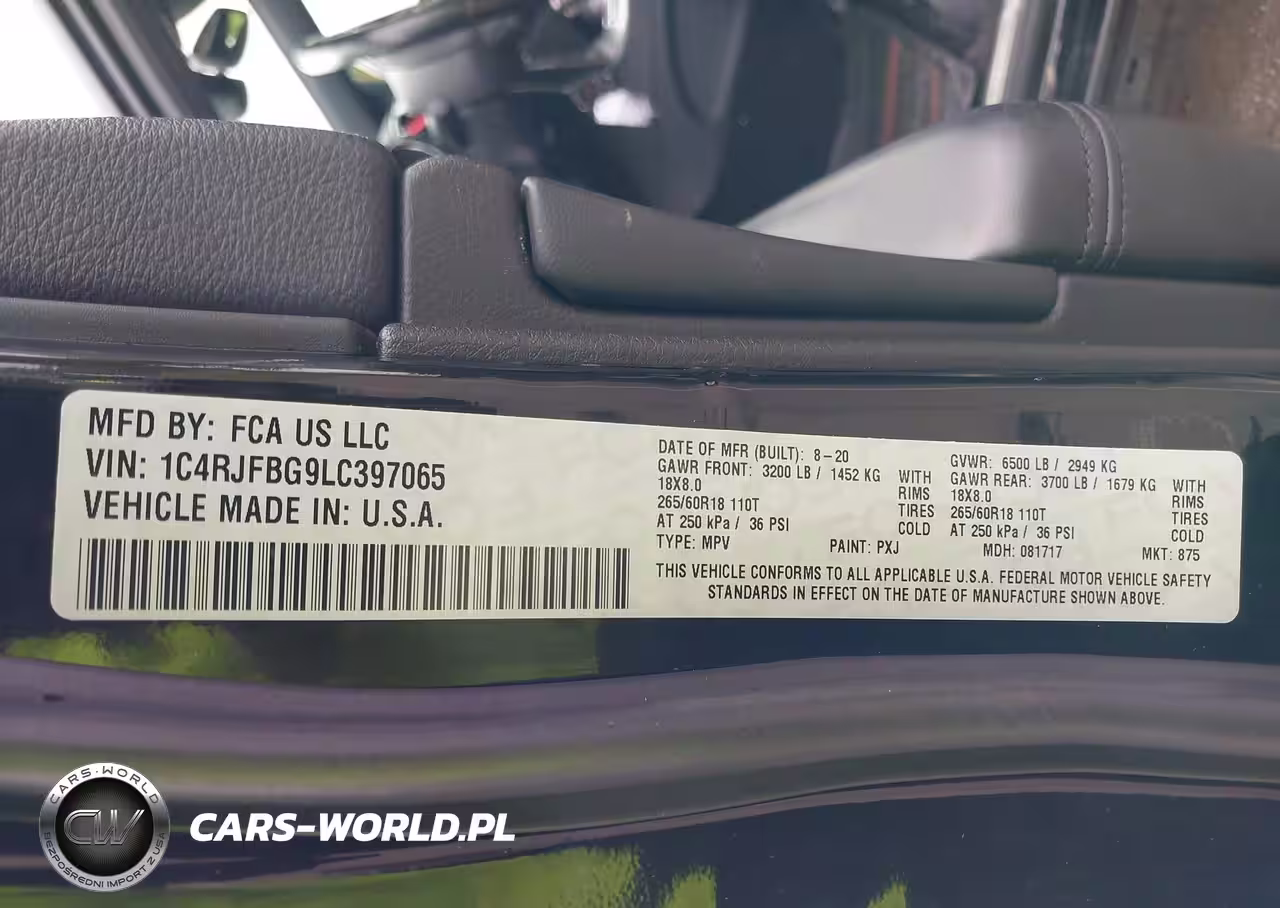 MFD BY: FCA US LLC
VIN: 1C4RJFBG9LC397065
VEHICLE MADE IN: U.S.A.
DATE OF MFR (BUILT): 8-20
GAWR FRONT: 3200 LB / 1452 KG WITH
18X8.0 RIMS
265/60R18 110T TIRES
AT 250 kPa / 36 PSI COLD
GVWR: 6500 LB / 2949 KG
GAWR REAR: 3700 LB / 1679 KG WITH
18X8.0 RIMS
265/60R18 110T TIRES
AT 250 kPa / 36 PSI COLD
TYPE: MPV PAINT: PXJ MDH: 081717 MKT: 875
THIS VEHICLE CONFORMS TO ALL APPLICABLE U.S.A. FEDERAL MOTOR VEHICLE SAFETY
STANDARDS IN EFFECT ON THE DATE OF MANUFACTURE SHOWN ABOVE.
CARS-WORLD
CW
BEZPOŚREDNI IMPORT Z USA
CARS-WORLD.PL